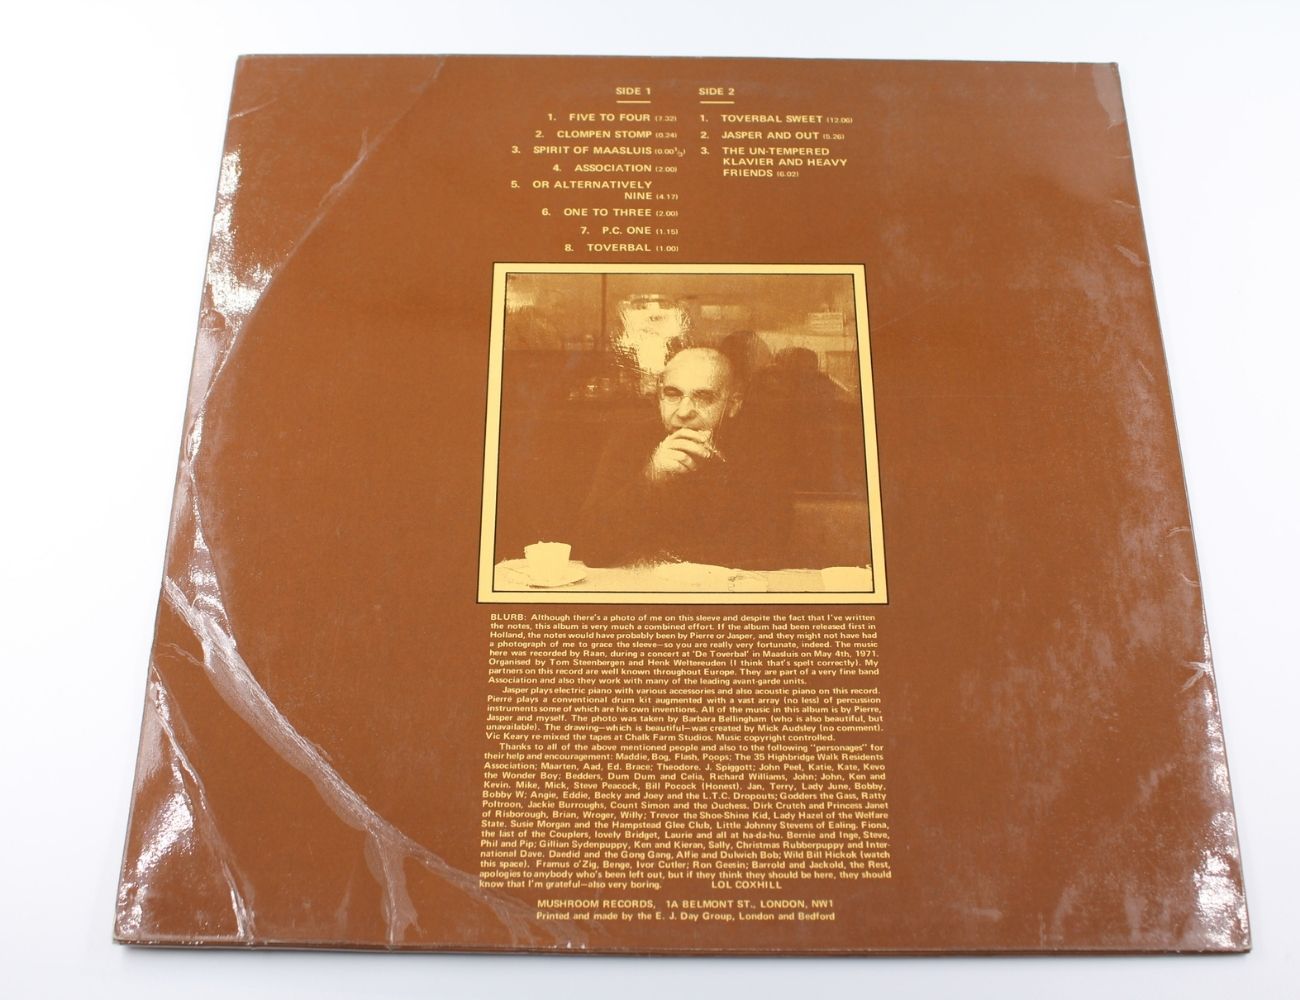 SIDE 1
1. FIVE TO FOUR (7.32)
2. CLOMPEN STOMP (0.24)
3. SPIRIT OF MAASLUIS (0.00⅓)
4. ASSOCIATION (2.00)
5. OR ALTERNATIVELY
NINE (4.17)
6. ONE TO THREE (2.00)
7. P.C. ONE (1.15)
8. TOVERBAL (1.00)
SIDE 2
1. TOVERBAL SWEET (12.06)
2. JASPER AND OUT (5.26)
3. THE UN-TEMPERED
KLAVIER AND HEAVY
FRIENDS (6.02)
BLURB: Although there's a photo of me on this sleeve and despite the fact that I've written
the notes, this album is very much a combined effort. If the album had been released first in
Holland, the notes would have probably been by Pierre or Jasper, and they might not have had
a photograph of me to grace the sleeve—so you are really very fortunate, indeed. The music
here was recorded by Raan, during a concert at 'De Toverbal' in Maasluis on May 4th, 1971.
Organised by Tom Steenbergen and Henk Weltereuden (I think that's spelt correctly). My
partners on this record are well known throughout Europe. They are part of a very fine band
Association and also they work with many of the leading avant-garde units.
Jasper plays electric piano with various accessories and also acoustic piano on this record.
Pierre plays a conventional drum kit augmented with a vast array (no less) of percussion
instruments some of which are his own inventions. All of the music in this album is by Pierre,
Jasper and myself. The photo was taken by Barbara Bellingham (who is also beautiful, but
unavailable). The drawing—which is beautiful—was created by Mick Audsley (no comment).
Vic Keary re-mixed the tapes at Chalk Farm Studios. Music copyright controlled.
Thanks to all of the above mentioned people and also to the following "personages" for
their help and encouragement: Maddie, Bog, Flash, Poops; The 35 Highbridge Walk Residents
Association; Maarten, Aad, Ed. Brace; Theodore. J. Spiggott; John Peel, Katie, Kate, Kevo
the Wonder Boy; Bedders, Dum Dum and Celia, Richard Williams, John; John, Ken and
Kevin. Mike, Mick, Steve Peacock, Bill Pocock (Honest). Jan, Terry, Lady June, Bobby,
Bobby W; Angie, Eddie, Becky and Joey and the L.T.C. Dropouts; Godders the Gass, Ratty
Poltroon, Jackie Burroughs, Count Simon and the Duchess. Dirk Crutch and Princess Janet
of Risborough, Brian, Wroger, Willy; Trevor the Shoe-Shine Kid, Lady Hazel of the Welfare
State. Susie Morgan and the Hampstead Glee Club, Little Johnny Stevens of Ealing. Fiona,
the last of the Couplers, lovely Bridget, Laurie and all at ha-da-hu. Bernie and Inge, Steve,
Phil and Pip; Gillian Sydenpuppy, Ken and Kieran, Sally, Christmas Rubberpuppy and Inter-
national Dave. Daedid and the Gong Gang, Alfie and Dulwich Bob; Wild Bill Hickok (watch
this space). Framus o'Zig, Benge, Ivor Cutler; Ron Geesin; Barrold and Jackold, the Rest,
apologies to anybody who's been left out, but if they think they should be here, they should
know that I'm grateful—also very boring. LOL COXHILL
MUSHROOM RECORDS, 1A BELMONT ST., LONDON, NW1
Printed and made by the E. J. Day Group, London and Bedford